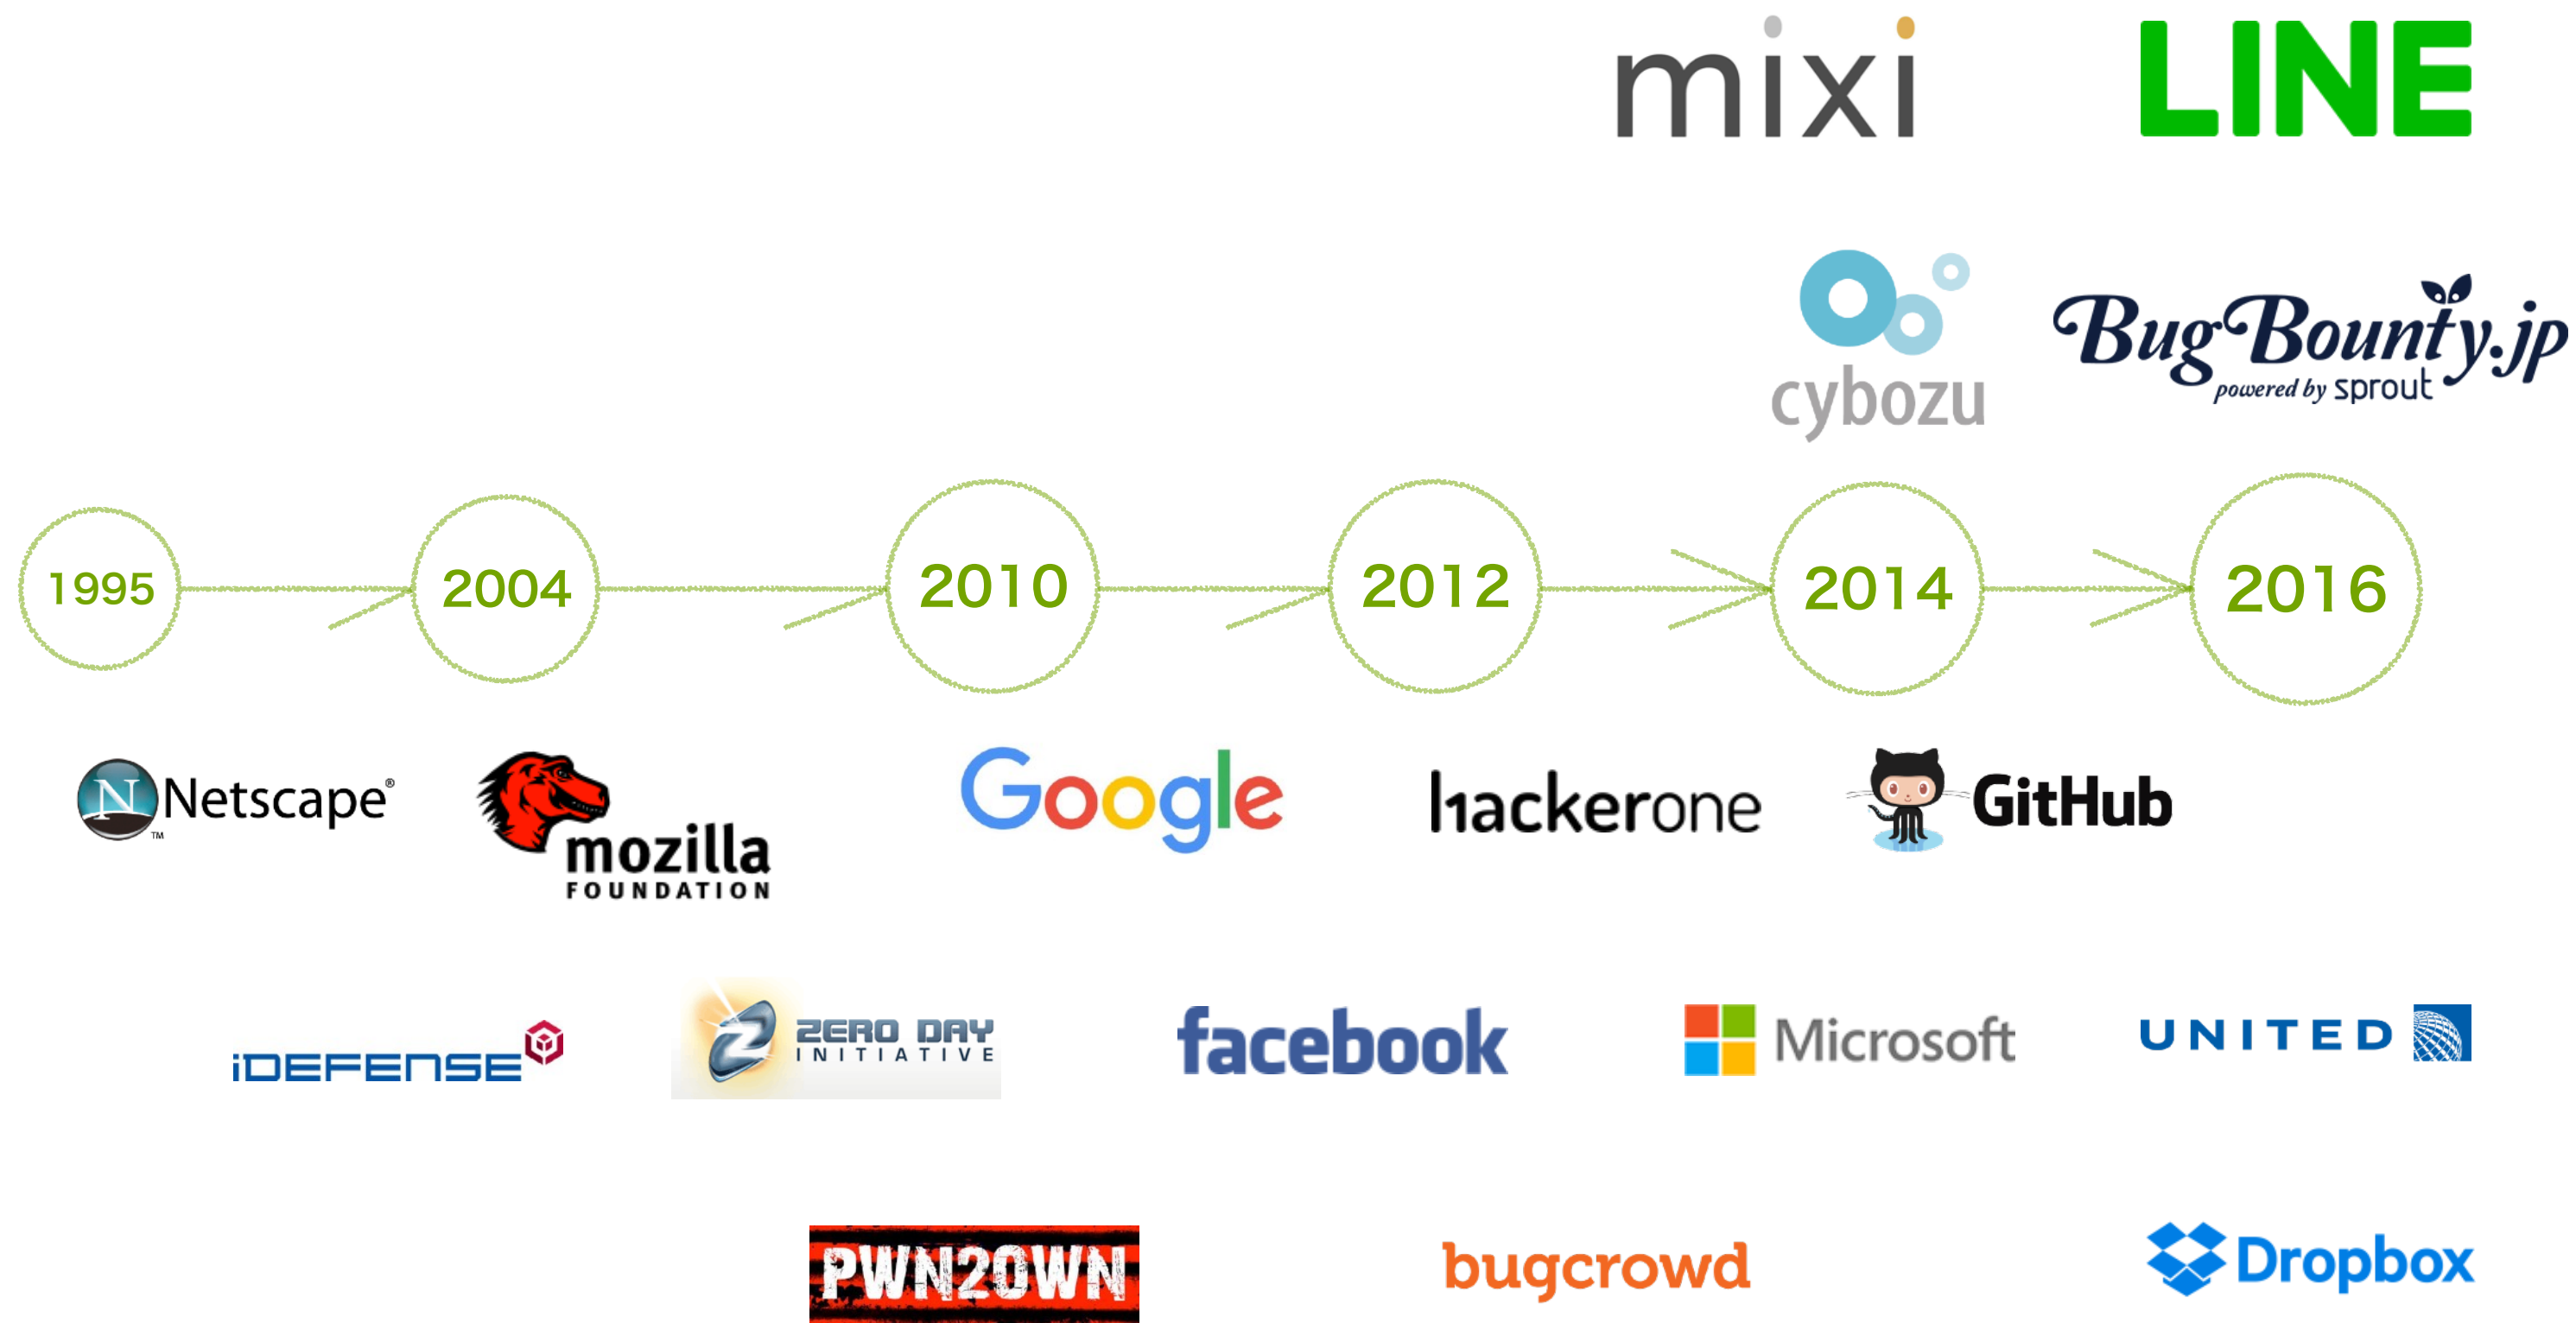 mixi
LINE
cybozu
BugBounty.jp
powered by sprout
1995
2004
2010
2012
2014
2016
Netscape®
TM
mozilla
FOUNDATION
Google
hackerone
GitHub
iDEFENSE
ZERO DAY
INITIATIVE
facebook
Microsoft
UNITED
PWN2OWN
bugcrowd
Dropbox